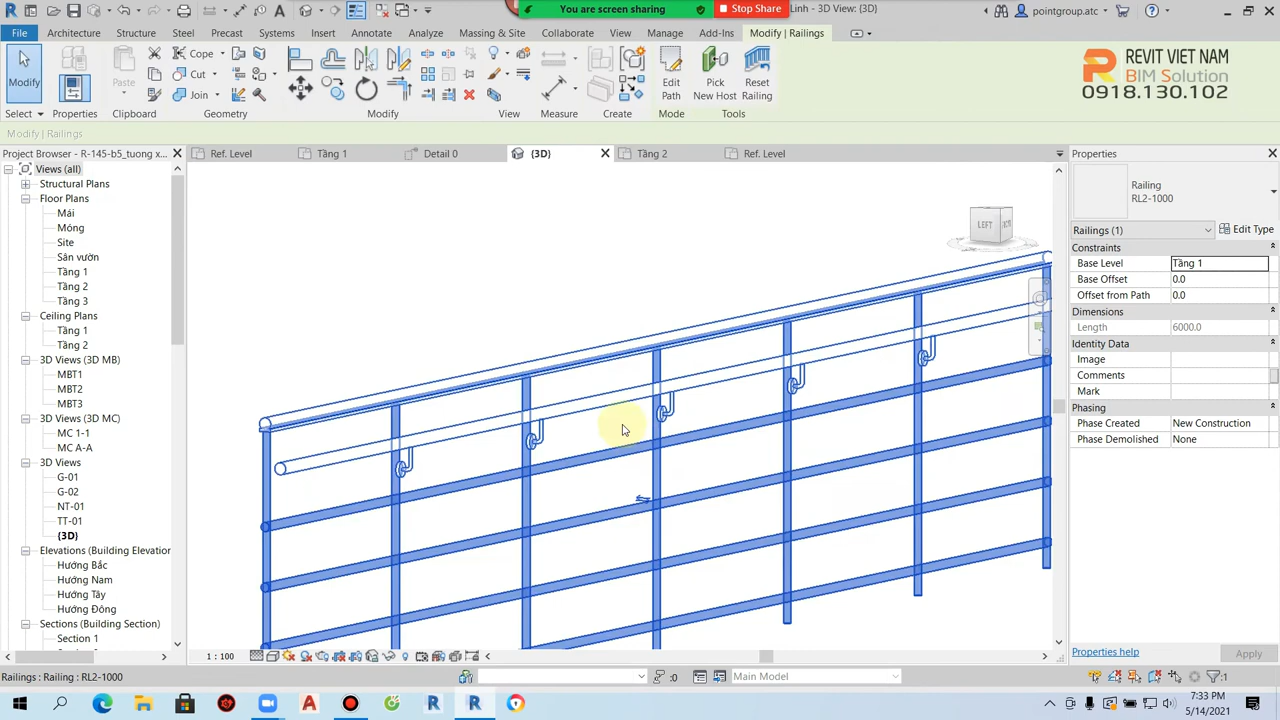 You are screen sharing
Stop Share
Linh - 3D View: {3D}
pointgroup.atc
File
Architecture
Structure
Steel
Precast
Systems
Insert
Annotate
Analyze
Massing & Site
Collaborate
View
Manage
Add-Ins
Modify | Railings
Modify
Paste
Cope
Cut
Join
Edit
Path
Pick
New Host
Reset
Railing
Select
Properties
Clipboard
Geometry
Modify
View
Measure
Create
Mode
Tools
REVIT VIET NAM
BIM Solution
0918.130.102
Modify | Railings
Project Browser - R-145-b5_tuong x...
Ref. Level
Tầng 1
Detail 0
{3D}
Tầng 2
Ref. Level
Properties
Views (all)
Structural Plans
Floor Plans
Mái
Móng
Site
Sân vườn
Tầng 1
Tầng 2
Tầng 3
Ceiling Plans
Tầng 1
Tầng 2
3D Views (3D MB)
MBT1
MBT2
MBT3
3D Views (3D MC)
MC 1-1
MC A-A
3D Views
G-01
G-02
NT-01
TT-01
{3D}
Elevations (Building Elevation
Hướng Bắc
Hướng Nam
Hướng Tây
Hướng Đông
Sections (Building Section)
Section 1
LEFT
Railing
RL2-1000
Railings (1)
Edit Type
Constraints
Base Level
Tầng 1
Base Offset
0.0
Offset from Path
0.0
Dimensions
Length
6000.0
Identity Data
Image
Comments
Mark
Phasing
Phase Created
New Construction
Phase Demolished
None
Properties help
Apply
1 : 100
Railings : Railing : RL2-1000
:0
Main Model
:1
7:33 PM
5/14/2021